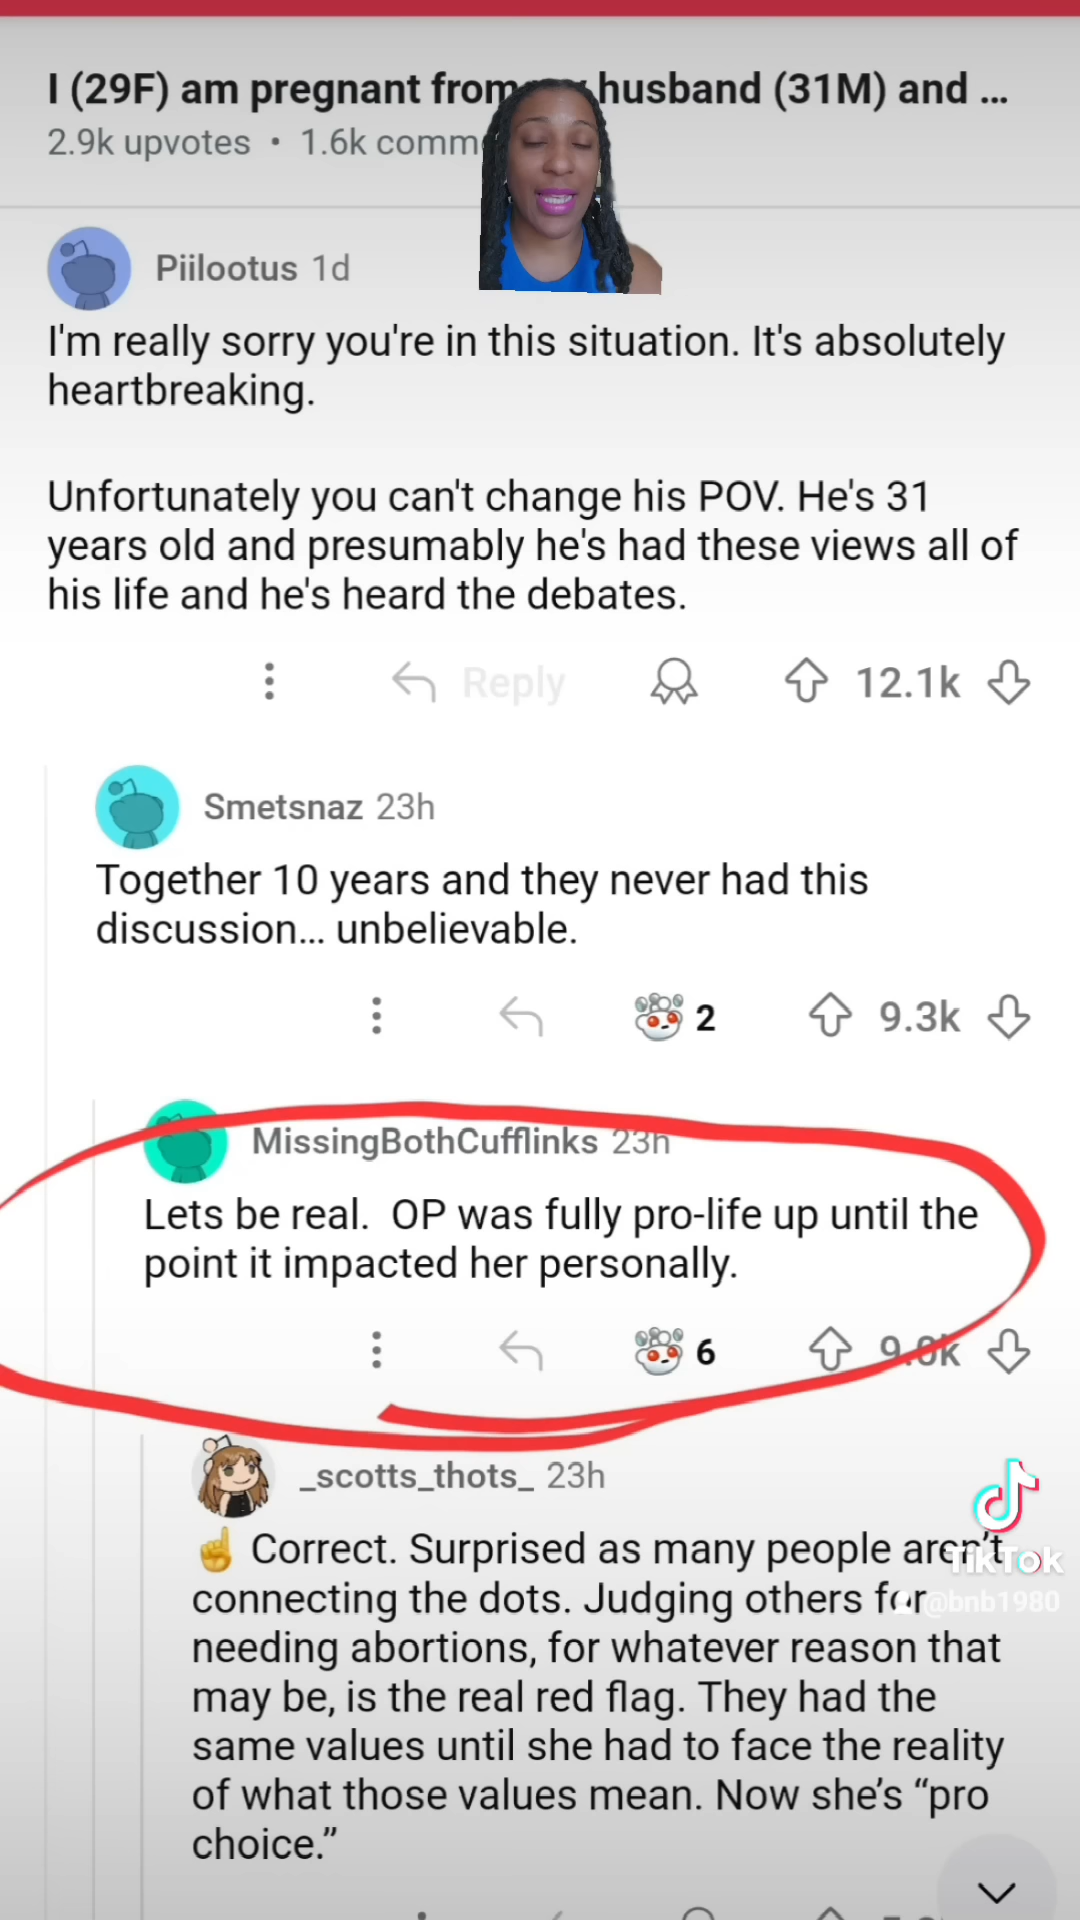 I (29F) am pregnant from husband (31M) and ...
2.9k upvotes • 1.6k comm
Piilootus 1d
I'm really sorry you're in this situation. It's absolutely
heartbreaking.
Unfortunately you can't change his POV. He's 31
years old and presumably he's had these views all of
his life and he's heard the debates.
Reply 12.1k
Smetsnaz 23h
Together 10 years and they never had this
discussion... unbelievable.
2 9.3k
MissingBothCufflinks 23h
Lets be real. OP was fully pro-life up until the
point it impacted her personally.
6 9.0k
_scotts_thots_ 23h
☝ Correct. Surprised as many people aren't
TikTok
connecting the dots. Judging others for
@bnb1980
needing abortions, for whatever reason that
may be, is the real red flag. They had the
same values until she had to face the reality
of what those values mean. Now she's “pro
choice.”